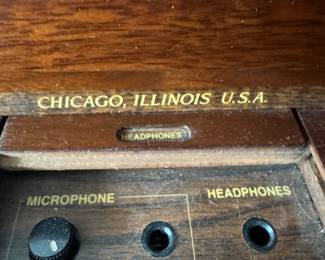 CHICAGO, ILLINOIS U.S.A.
HEADPHONES
MICROPHONE
HEADPHONES